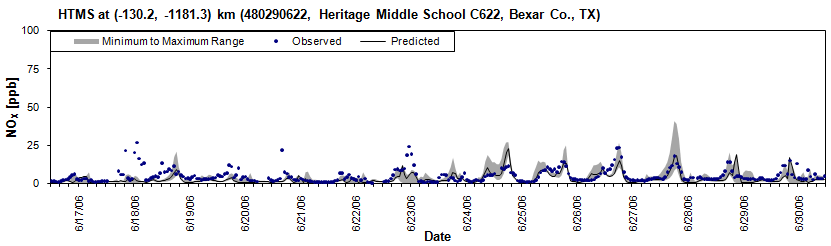 HTMS at (-130.2, -1181.3) km (480290622, Heritage Middle School C622, Bexar Co., TX)
Minimum to Maximum Range Observed Predicted
100
75
50
25
0
NOx [ppb]
6/17/06 6/18/06 6/19/06 6/20/06 6/21/06 6/22/06 6/23/06 6/24/06 6/25/06 6/26/06 6/27/06 6/28/06 6/29/06 6/30/06
Date